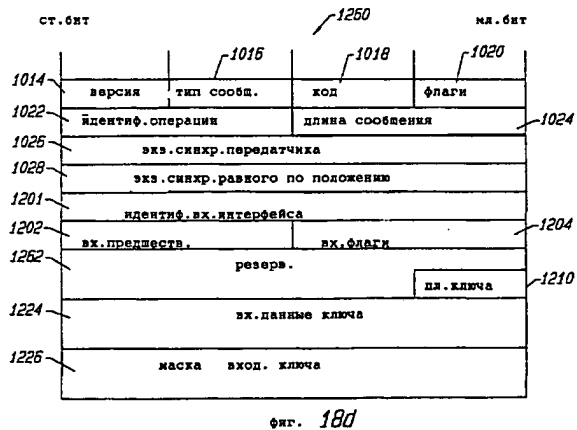 ст.бит 1260 мл.бит
1016 1018 1020
1014 версия тип сообщ. код флаги
1022 идентиф.операции длина сообщения 1024
1026 экз.синхр.передатчика
1028 экз.синхр.равного по положению
1201 идентиф.вх.интерфейса
1202 вх.предшеств. вх.флаги 1204
1262 резерв.
дл.ключа 1210
1224 вх.данные ключа
1226 маска вход. ключа
фиг. 18d